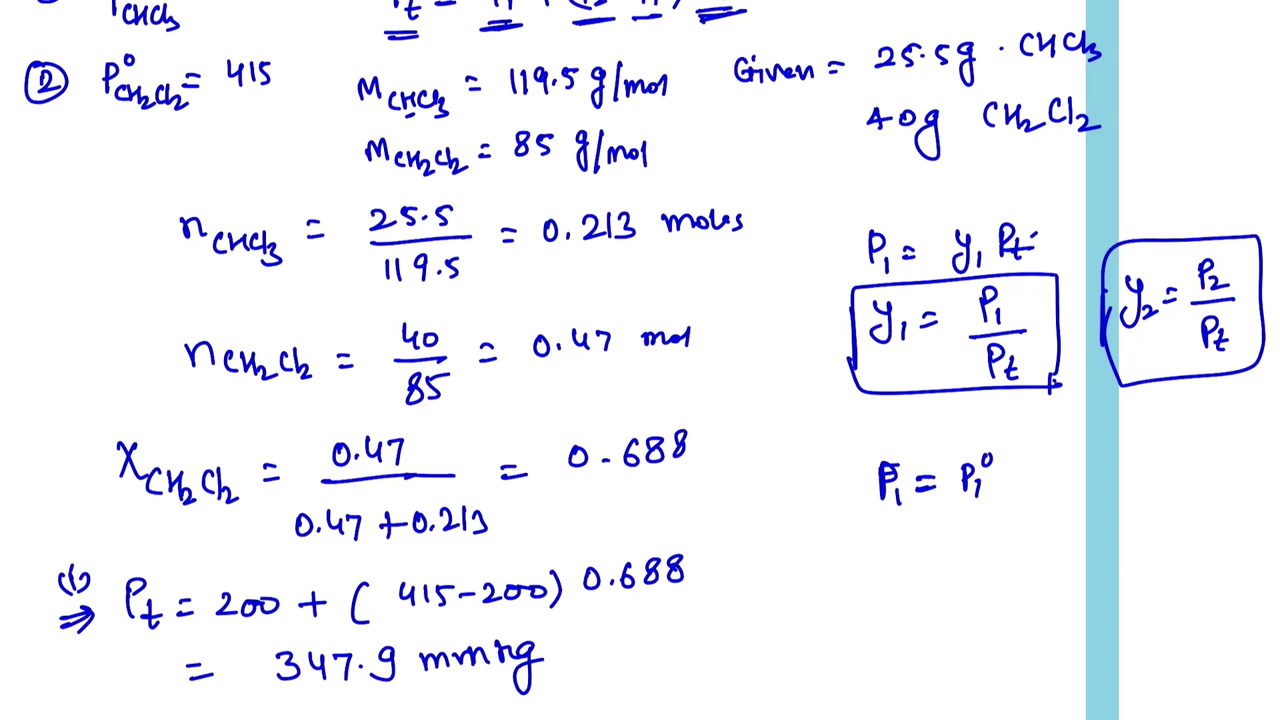 P CHCl3
Pt =
② P°CH2Cl2 = 415
MCHCl3 = 119.5 g/mol
MCH2Cl2 = 85 g/mol
Given = 25.5g . CHCl3
40g CH2Cl2
nCHCl3 = 25.5 / 119.5 = 0.213 moles
nCH2Cl2 = 40 / 85 = 0.47 mol
XCH2Cl2 = 0.47 / 0.47 + 0.213 = 0.688
(1) ⇒ Pt = 200 + (415-200) 0.688
= 347.9 mmHg
P1 = y1 Pt
y1 = P1 / Pt
y2 = P2 / Pt
P1 = P1°